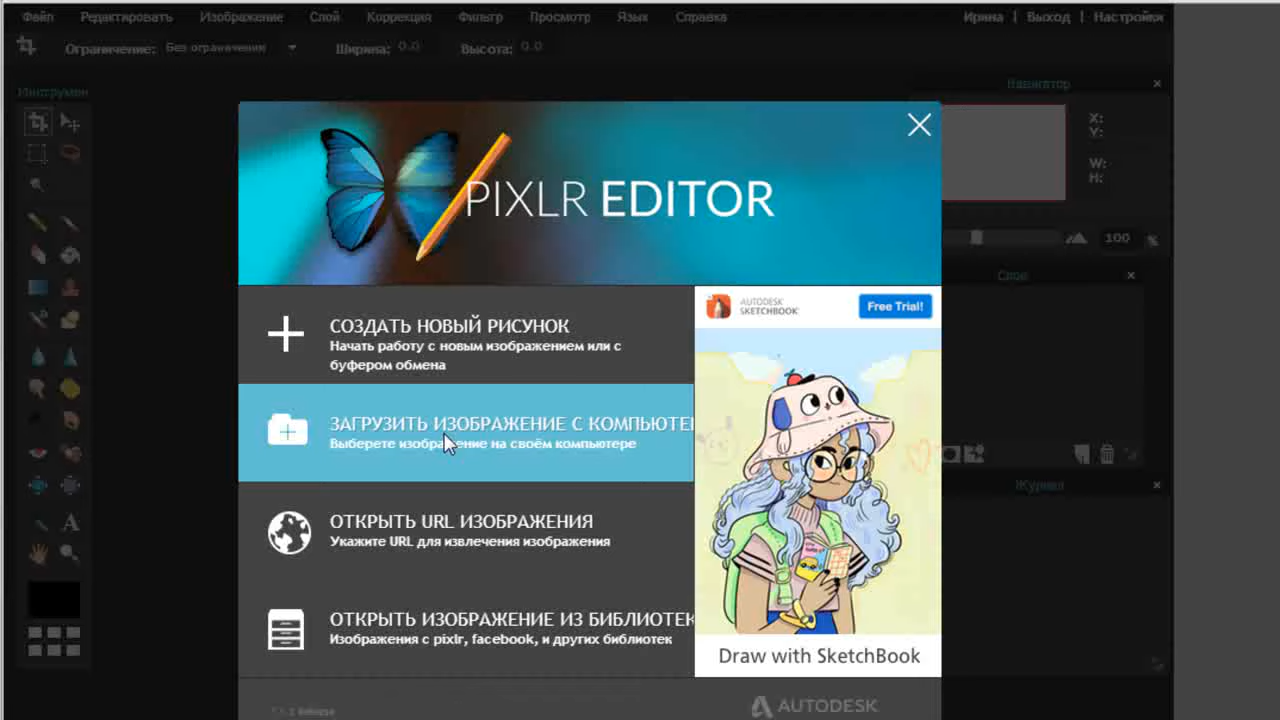 Файл Редактировать Изображение Слой Коррекция Фильтр Просмотр Язык Справка Ирина | Выход | Настройки
Ограничение: Без ограничения Ширина: 0.0 Высота: 0.0
Инструмен
Навигатор
X:
Y:
W:
H:
100 %
Слое
Журнал
PIXLR EDITOR
СОЗДАТЬ НОВЫЙ РИСУНОК
Начать работу с новым изображением или с
буфером обмена
ЗАГРУЗИТЬ ИЗОБРАЖЕНИЕ С КОМПЬЮТЕ
Выберете изображение на своём компьютере
ОТКРЫТЬ URL ИЗОБРАЖЕНИЯ
Укажите URL для извлечения изображения
ОТКРЫТЬ ИЗОБРАЖЕНИЕ ИЗ БИБЛИОТЕК
Изображения с pixlr, facebook, и других библиотек
AUTODESK
SKETCHBOOK
Free Trial!
Draw with SketchBook
AUTODESK